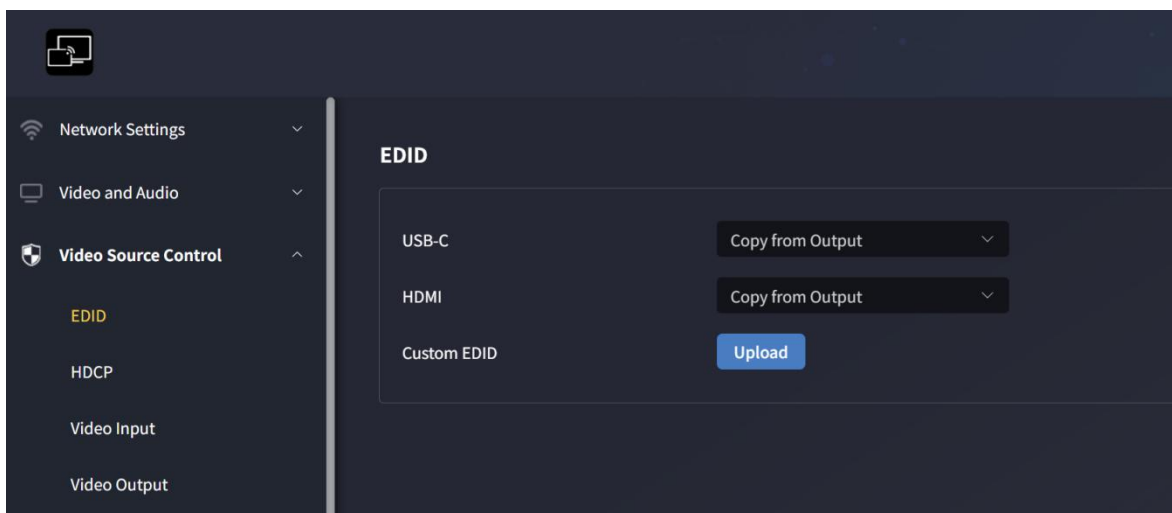 Network Settings
Video and Audio
Video Source Control
EDID
HDCP
Video Input
Video Output
EDID
USB-C Copy from Output
HDMI Copy from Output
Custom EDID Upload